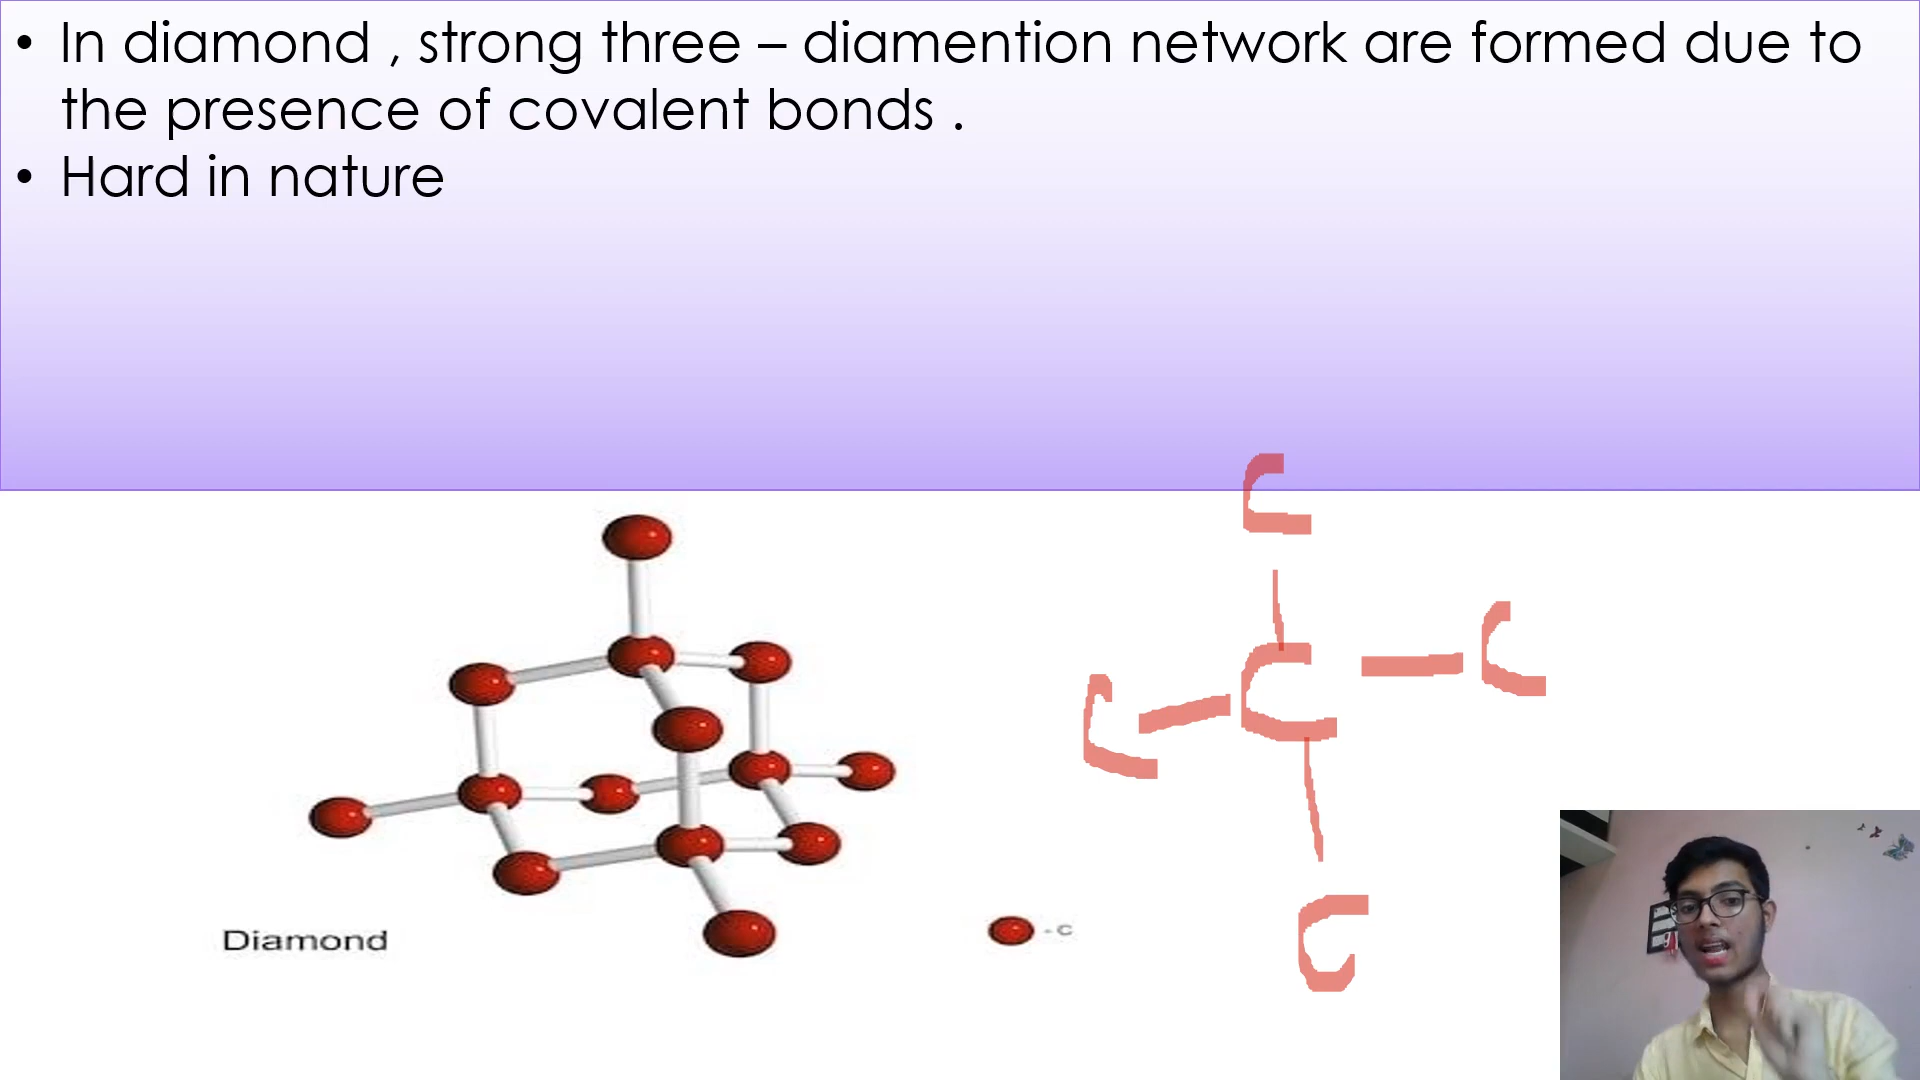 • In diamond , strong three – diamention network are formed due to
the presence of covalent bonds .
• Hard in nature
C
C
C
C
C
Diamond
- C